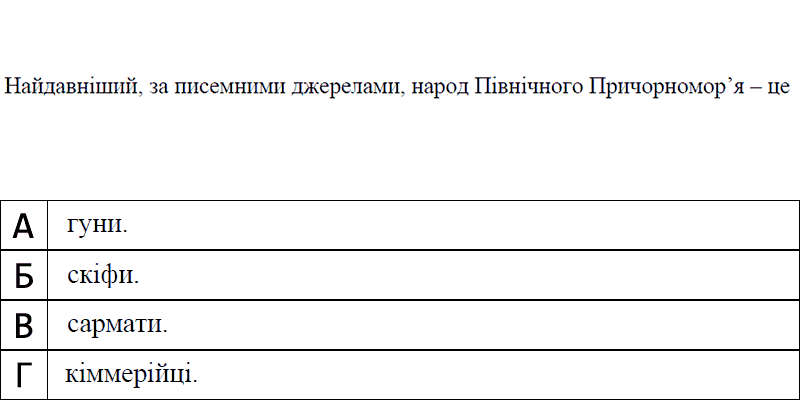 Найдавніший, за писемними джерелами, народ Північного Причорномор’я – це
А гуни.
Б скіфи.
В сармати.
Г кіммерійці.